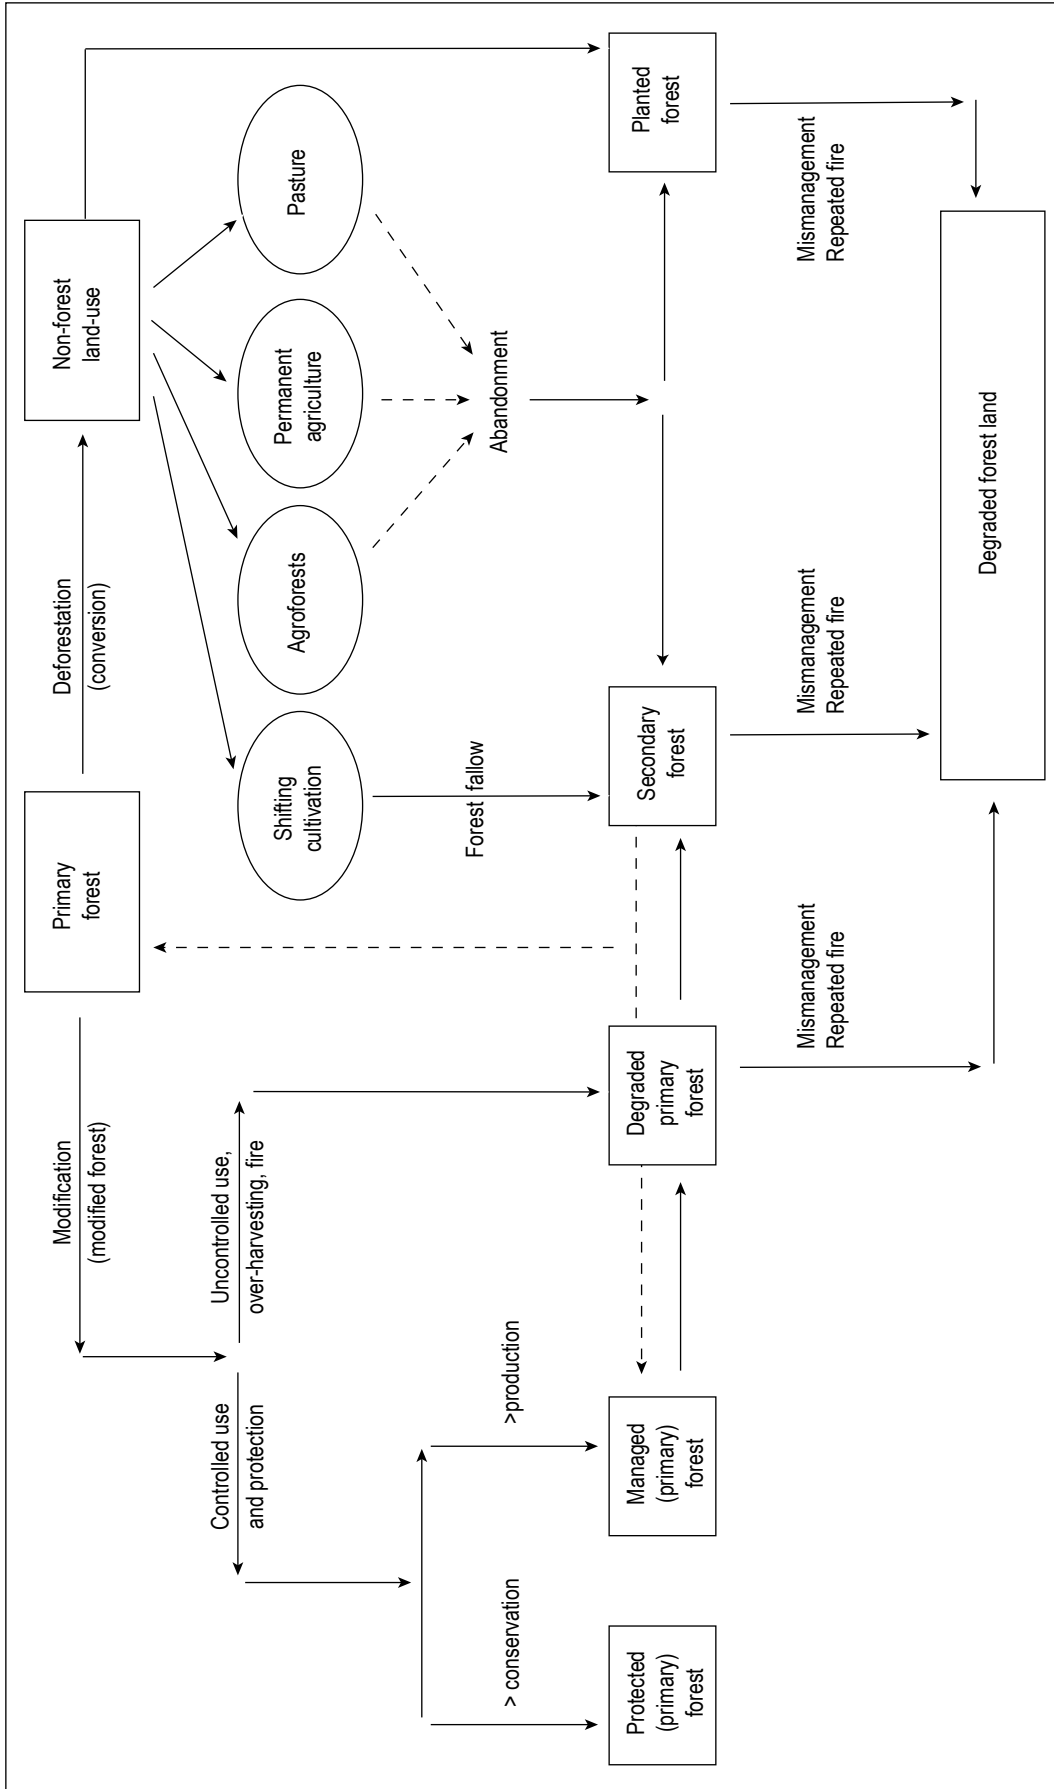 Primary
forest
Deforestation
(conversion)
Non-forest
land-use
Modification
(modified forest)
Controlled use
and protection
Uncontrolled use,
over-harvesting, fire
Shifting
cultivation
Agroforests
Permanent
agriculture
Pasture
> conservation
>production
Forest fallow
Abandonment
Protected
(primary)
forest
Managed
(primary)
forest
Degraded
primary
forest
Secondary
forest
Planted
forest
Mismanagement
Repeated fire
Mismanagement
Repeated fire
Mismanagement
Repeated fire
Degraded forest land